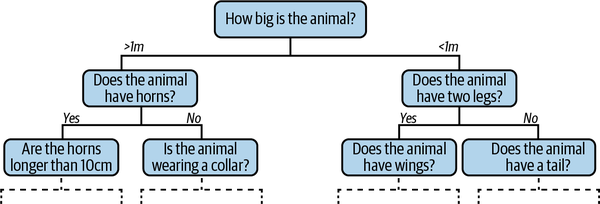 How big is the animal?
>1m
<1m
Does the animal
have horns?
Does the animal
have two legs?
Yes
No
Yes
No
Are the horns
longer than 10cm
Is the animal
wearing a collar?
Does the animal
have wings?
Does the animal
have a tail?